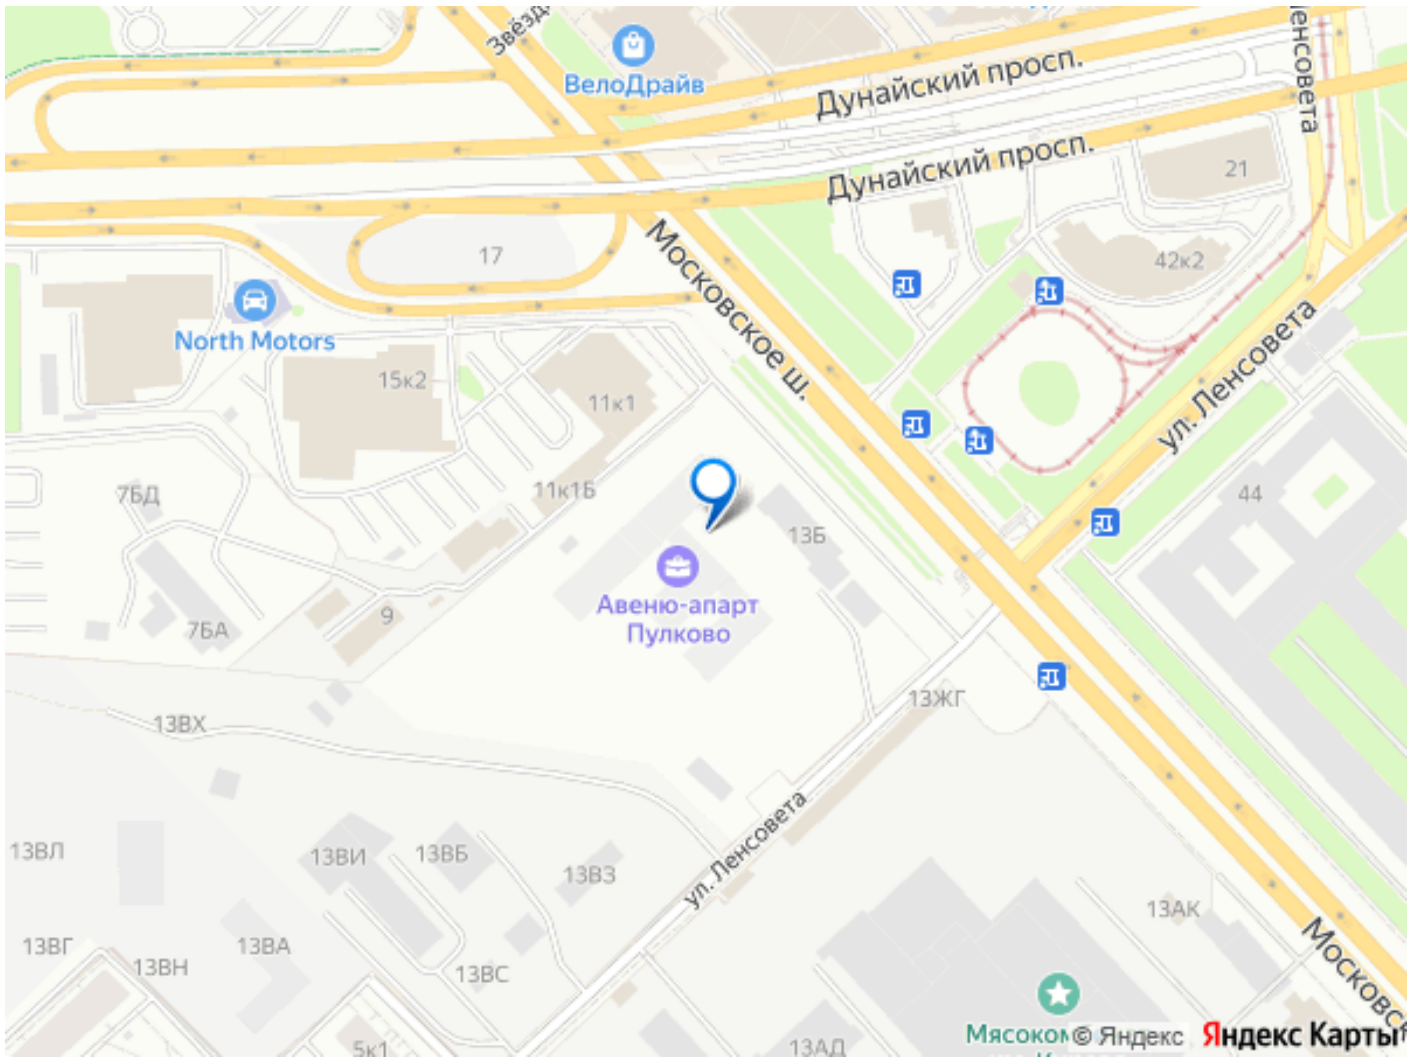 ВелоДрайв
Дунайский просп.
Дунайский просп.
21
42к2
17
North Motors
Московское ш.
15к2
11к1
ул. Ленсовета
11к1Б
7БД
44
13Б
Авеню-апарт
Пулково
9
7БА
13ЖГ
13ВХ
ул. Ленсовета
13ВЛ
13ВИ
13ВБ
13ВЗ
13АК
13ВГ
13ВА
13ВН
13ВС
5к1
13АД
© Яндекс
Яндекс Карты